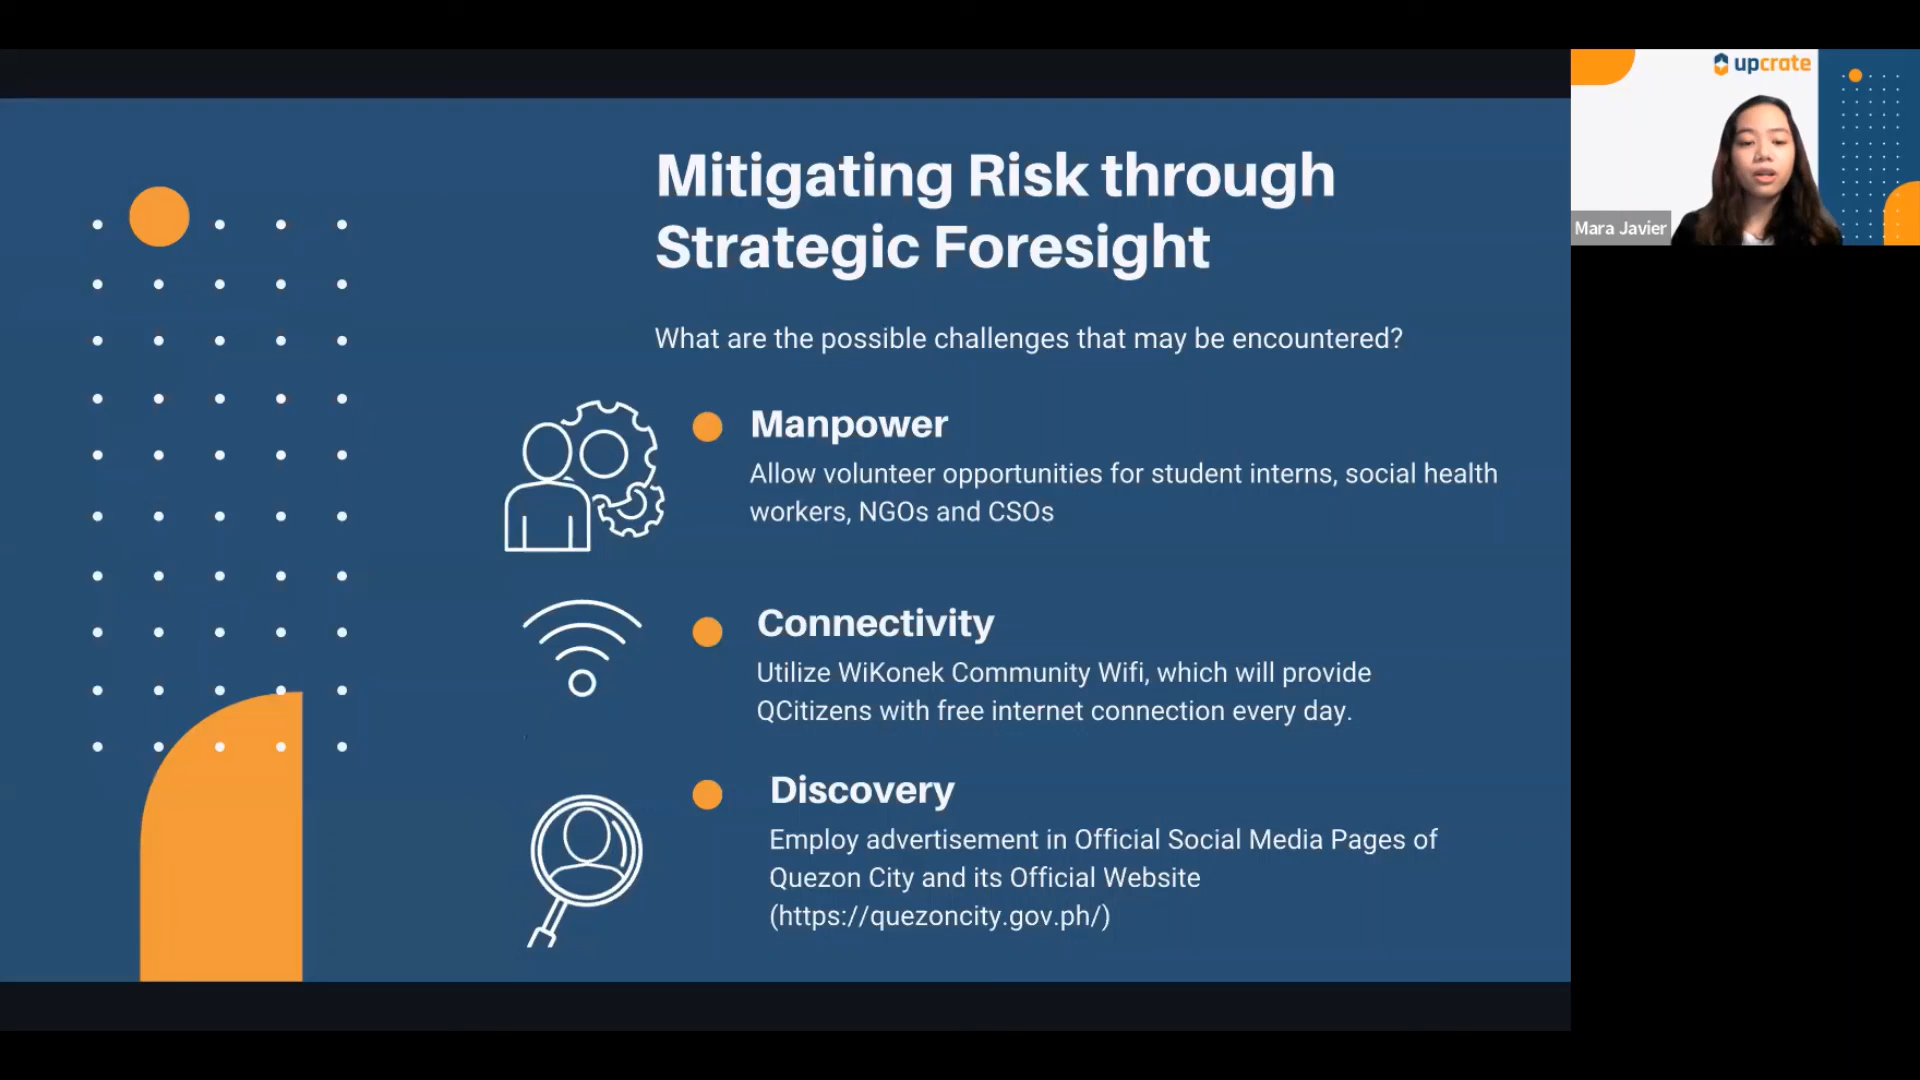 Mitigating Risk through
Strategic Foresight
What are the possible challenges that may be encountered?
Manpower
Allow volunteer opportunities for student interns, social health
workers, NGOs and CSOs
Connectivity
Utilize WiKonek Community Wifi, which will provide
QCitizens with free internet connection every day.
Discovery
Employ advertisement in Official Social Media Pages of
Quezon City and its Official Website
(https://quezoncity.gov.ph/)
upcrate
Mara Javier